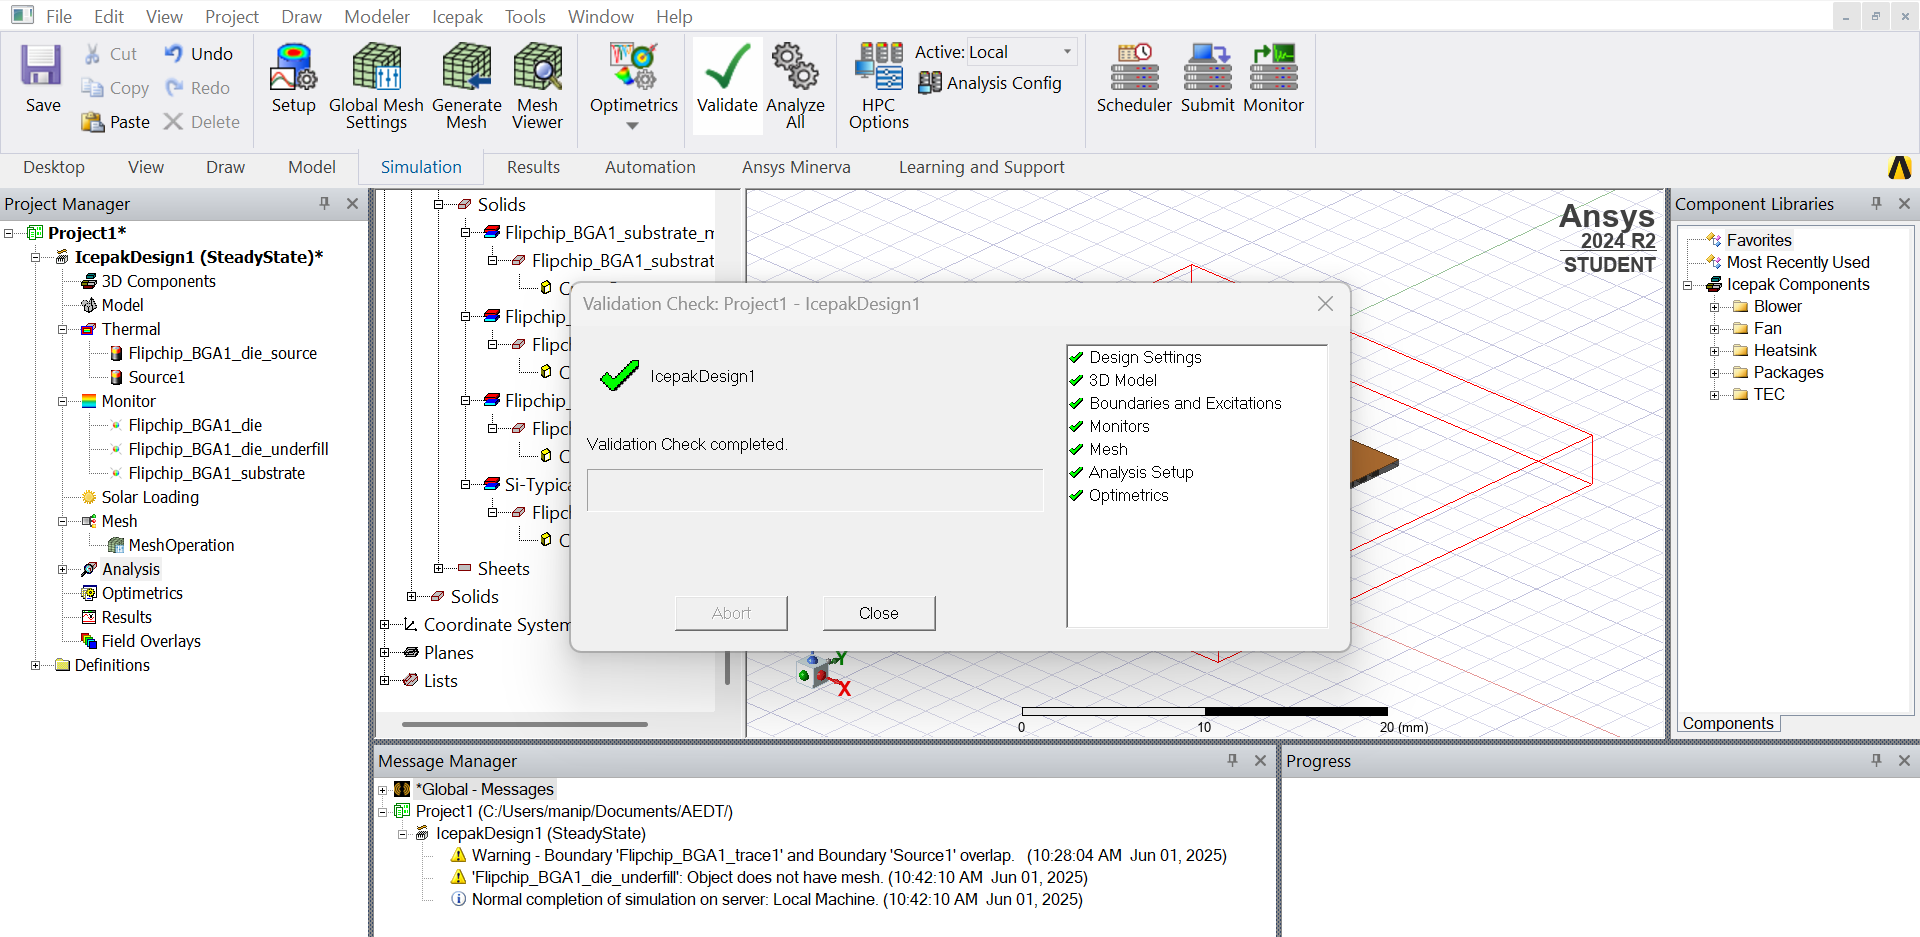 File Edit View Project Draw Modeler Icepak Tools Window Help
Save
Cut
Copy
Paste
Undo
Redo
Delete
Setup
Global Mesh
Settings
Generate
Mesh
Mesh
Viewer
Optimetrics
Validate
Analyze
All
HPC
Options
Active: Local
Analysis Config
Scheduler
Submit
Monitor
Desktop View Draw Model Simulation Results Automation Ansys Minerva Learning and Support
Project Manager
Project1*
IcepakDesign1 (SteadyState)*
3D Components
Model
Thermal
Flipchip_BGA1_die_source
Source1
Monitor
Flipchip_BGA1_die
Flipchip_BGA1_die_underfill
Flipchip_BGA1_substrate
Solar Loading
Mesh
MeshOperation
Analysis
Optimetrics
Results
Field Overlays
Definitions
Solids
Flipchip_BGA1_substrate_m
Flipchip_BGA1_substrat
C
Flipchip_
Flipc
C
Flipchip_
Flipc
C
Si-Typica
Flipc
C
Sheets
Solids
Coordinate System
Planes
Lists
Ansys
2024 R2
STUDENT
Y
X
0 10 20 (mm)
Validation Check: Project1 - IcepakDesign1
IcepakDesign1
Validation Check completed.
Abort
Close
Design Settings
3D Model
Boundaries and Excitations
Monitors
Mesh
Analysis Setup
Optimetrics
Component Libraries
Favorites
Most Recently Used
Icepak Components
Blower
Fan
Heatsink
Packages
TEC
Components
Message Manager
*Global - Messages
Project1 (C:/Users/manip/Documents/AEDT/)
IcepakDesign1 (SteadyState)
Warning - Boundary 'Flipchip_BGA1_trace1' and Boundary 'Source1' overlap. (10:28:04 AM Jun 01, 2025)
'Flipchip_BGA1_die_underfill': Object does not have mesh. (10:42:10 AM Jun 01, 2025)
Normal completion of simulation on server: Local Machine. (10:42:10 AM Jun 01, 2025)
Progress